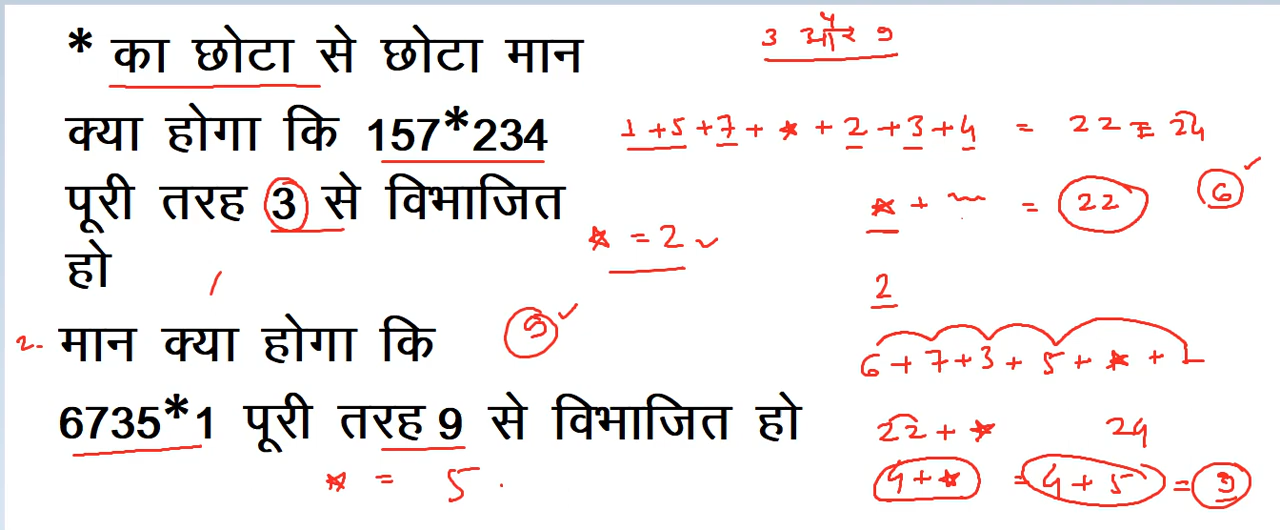 * का छोटा से छोटा मान
क्या होगा कि 157*234
पूरी तरह 3 से विभाजित
हो
मान क्या होगा कि
6735*1 पूरी तरह 9 से विभाजित हो
* = 5
3 और 9
1+5+7+*+2+3+4 = 22 = 24
* + = 22
6
* = 2
2
9
2-
6+7+3+5+*+1
22+* 24
4+* = 4+5 = 9